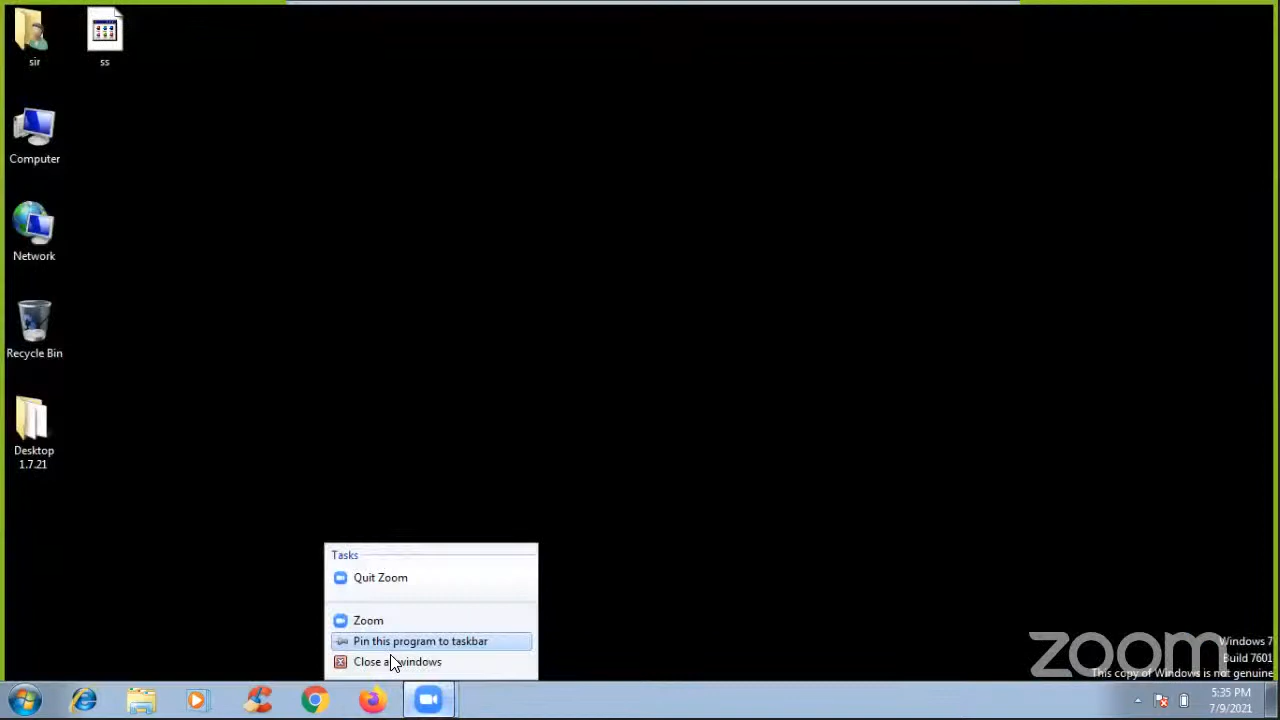 sir
ss
Computer
Network
Recycle Bin
Desktop
1.7.21
Tasks
Quit Zoom
Zoom
Pin this program to taskbar
Close windows
zoom
Windows 7
Build 7601
This copy of Windows is not genuine
5:35 PM
7/9/2021